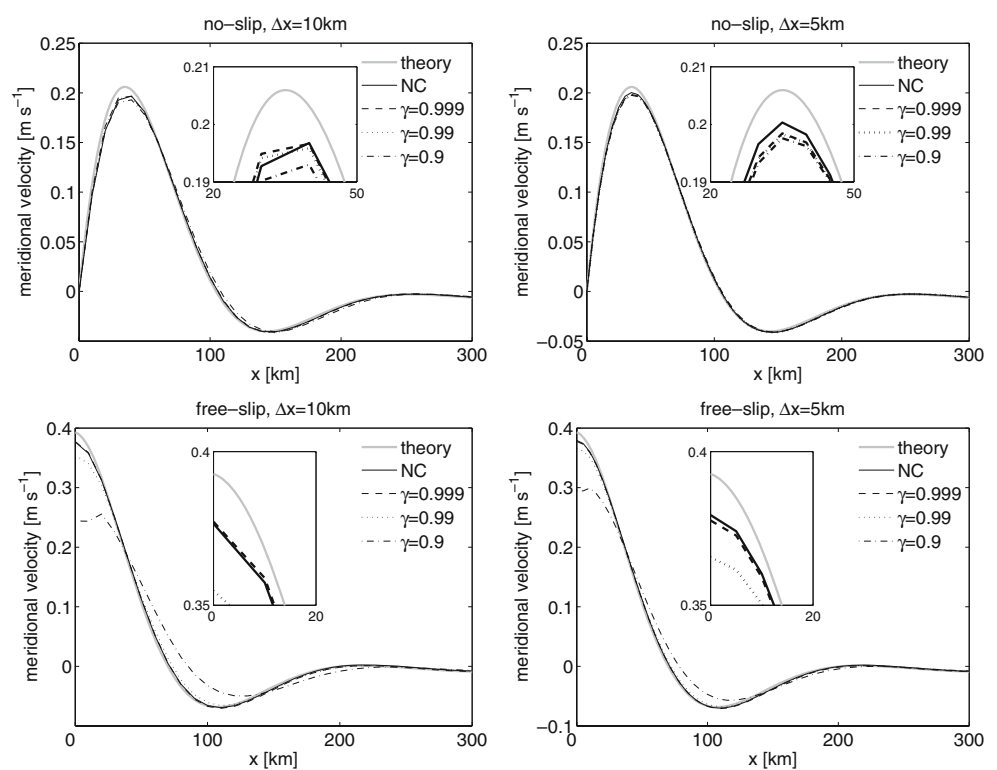 no−slip, Δx=10km
0.25
0.2
0.15
0.1
0.05
0
meridional velocity [m s⁻¹]
0 100 200 300
x [km]
theory
NC
γ=0.999
γ=0.99
γ=0.9
0.21
0.2
0.19
20 50
no−slip, Δx=5km
0.25
0.2
0.15
0.1
0.05
0
−0.05
meridional velocity [m s⁻¹]
0 100 200 300
x [km]
theory
NC
γ=0.999
γ=0.99
γ=0.9
0.21
0.2
0.19
20 50
free−slip, Δx=10km
0.4
0.3
0.2
0.1
0
meridional velocity [m s⁻¹]
0 100 200 300
x [km]
theory
NC
γ=0.999
γ=0.99
γ=0.9
0.4
0.35
0 20
free−slip, Δx=5km
0.4
0.3
0.2
0.1
0
−0.1
meridional velocity [m s⁻¹]
0 100 200 300
x [km]
theory
NC
γ=0.999
γ=0.99
γ=0.9
0.4
0.35
0 20